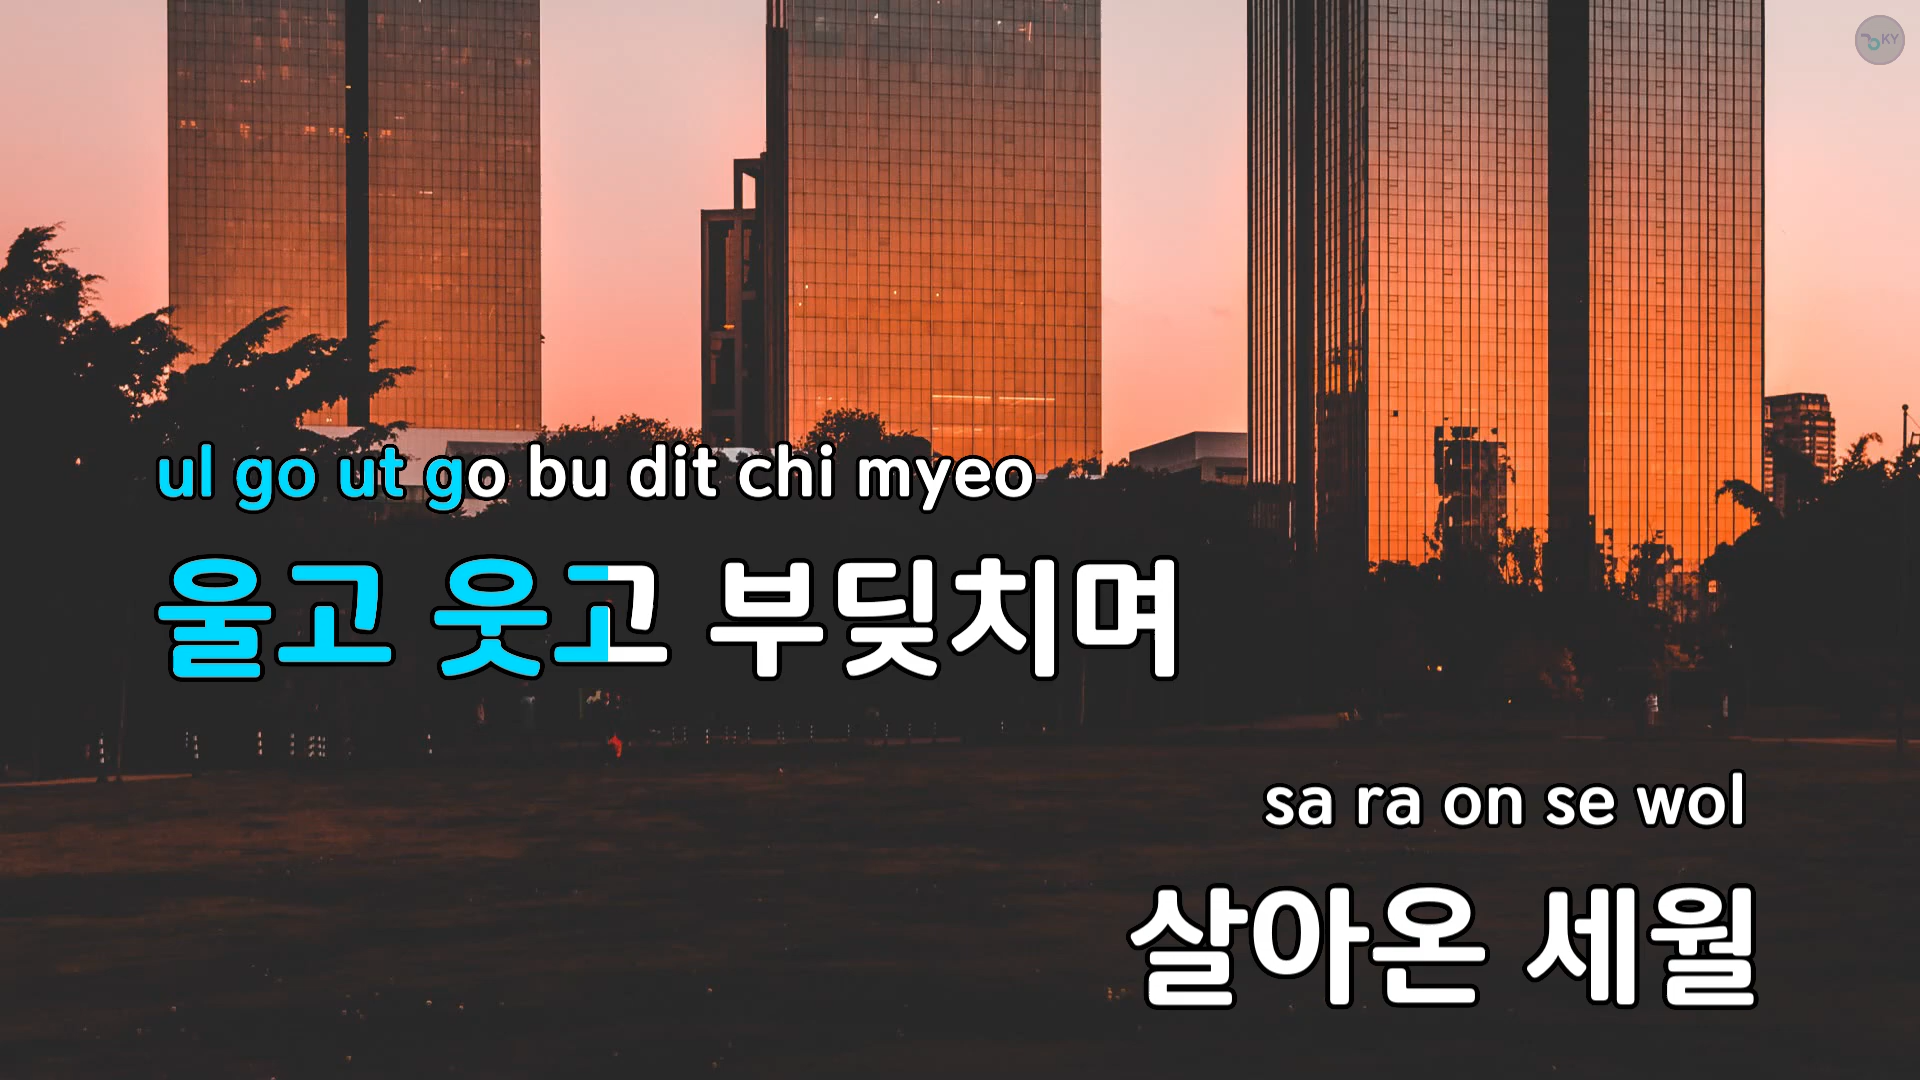 KY
ul go ut go bu dit chi myeo
울고 웃고 부딪치며
sa ra on se wol
살아온 세월